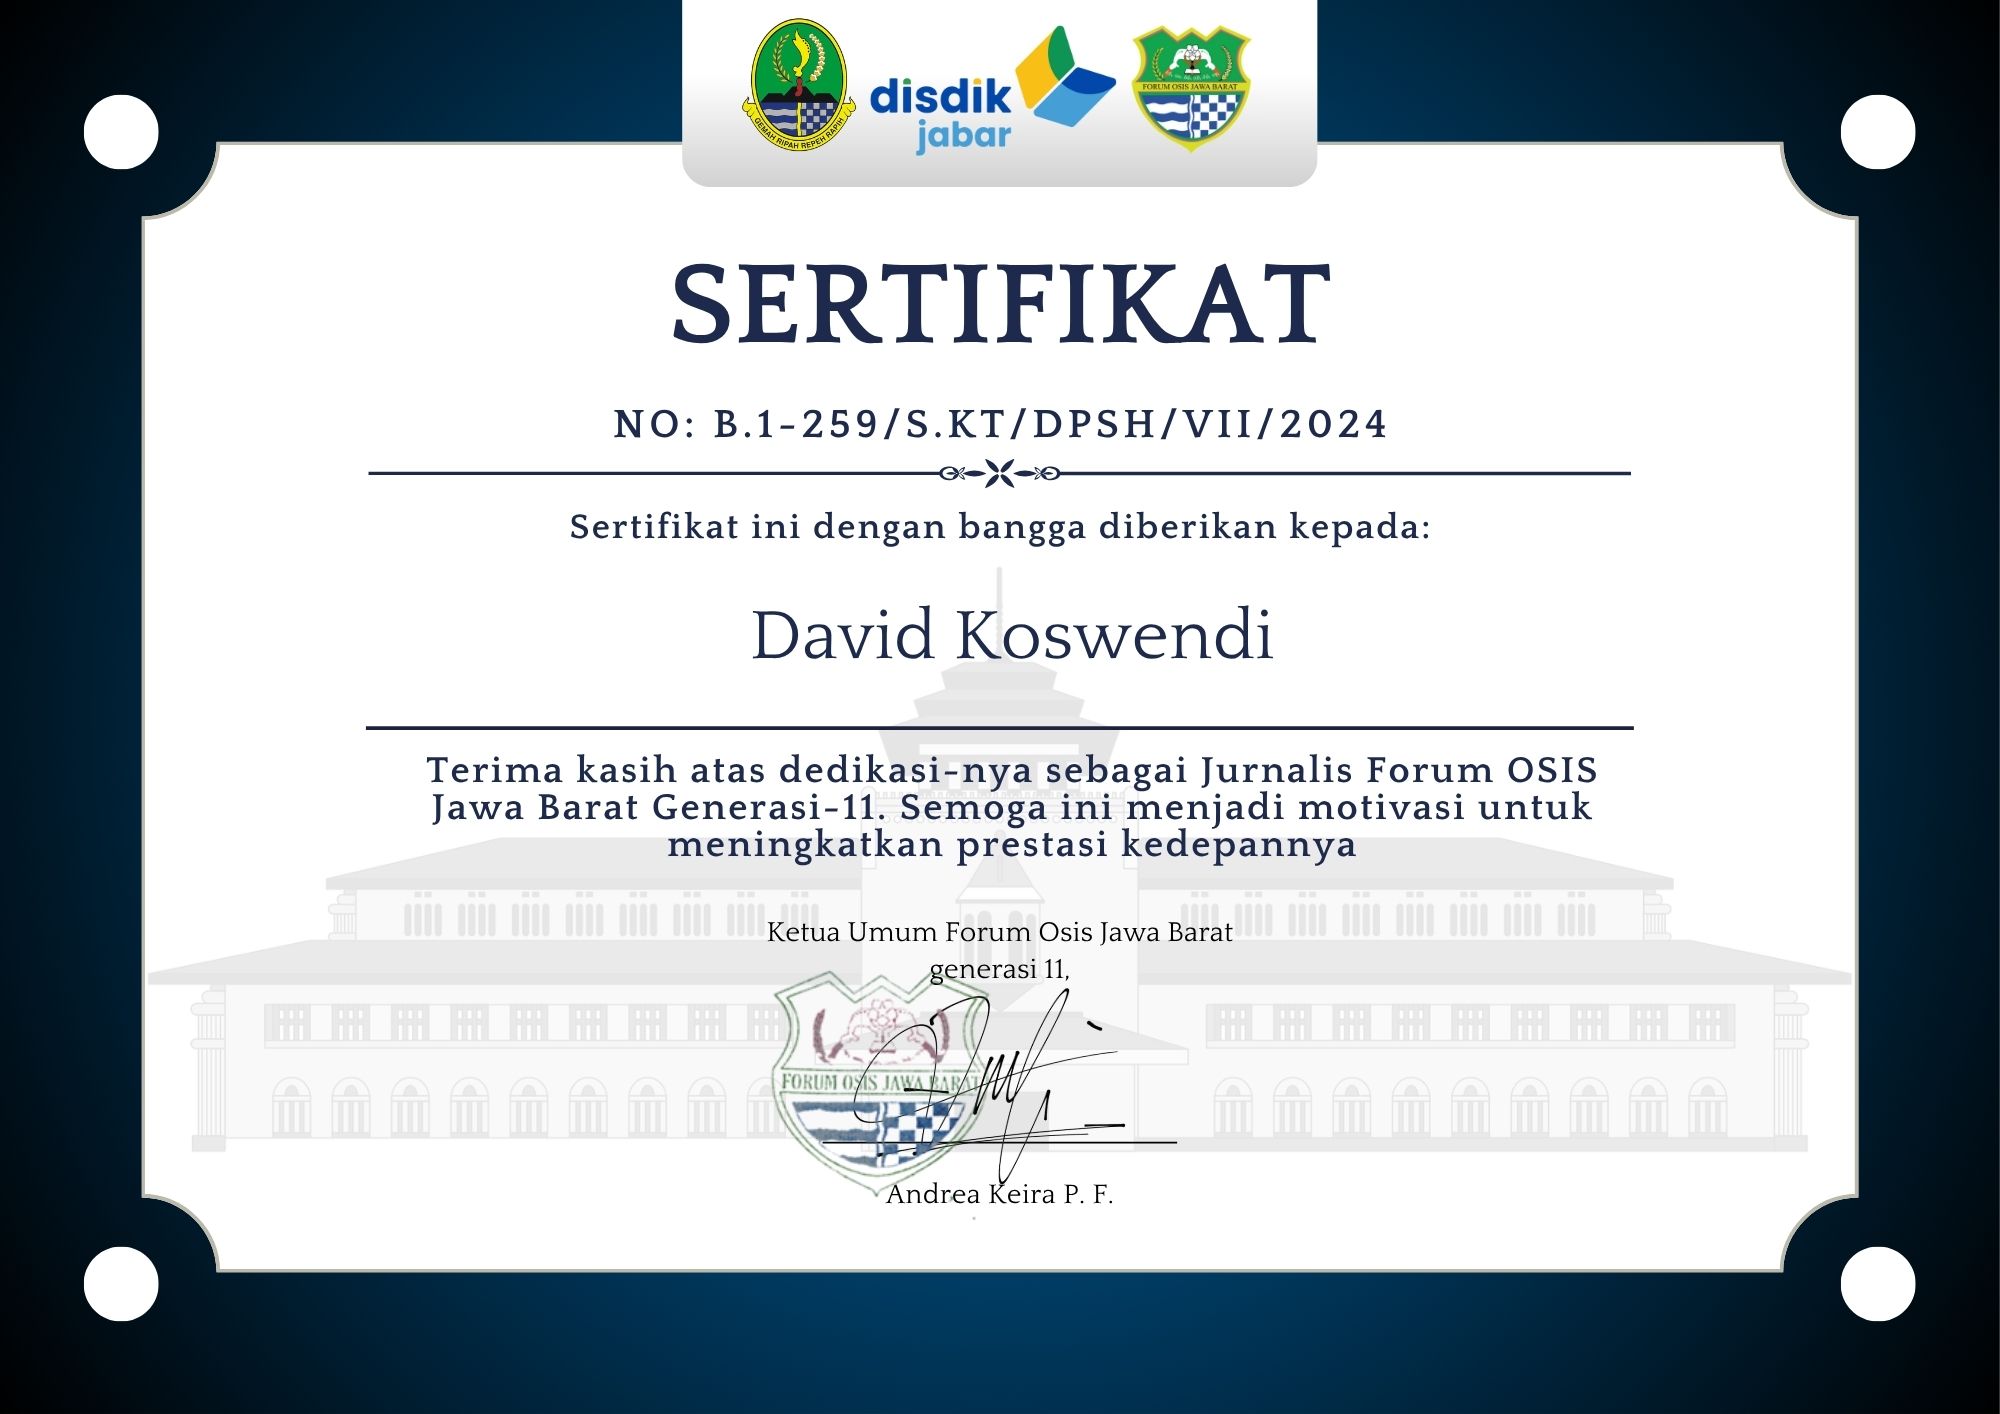 GEMAH RIPAH REPEH RAPIH
disdik
jabar
FORUM OSIS JAWA BARAT
SERTIFIKAT
NO: B.1-259/S.KT/DPSH/VII/2024
Sertifikat ini dengan bangga diberikan kepada:
David Koswendi
Terima kasih atas dedikasi-nya sebagai Jurnalis Forum OSIS
Jawa Barat Generasi-11. Semoga ini menjadi motivasi untuk
meningkatkan prestasi kedepannya
Ketua Umum Forum Osis Jawa Barat
generasi 11,
FORUM OSIS JAWA BARAT
Andrea Keira P. F.